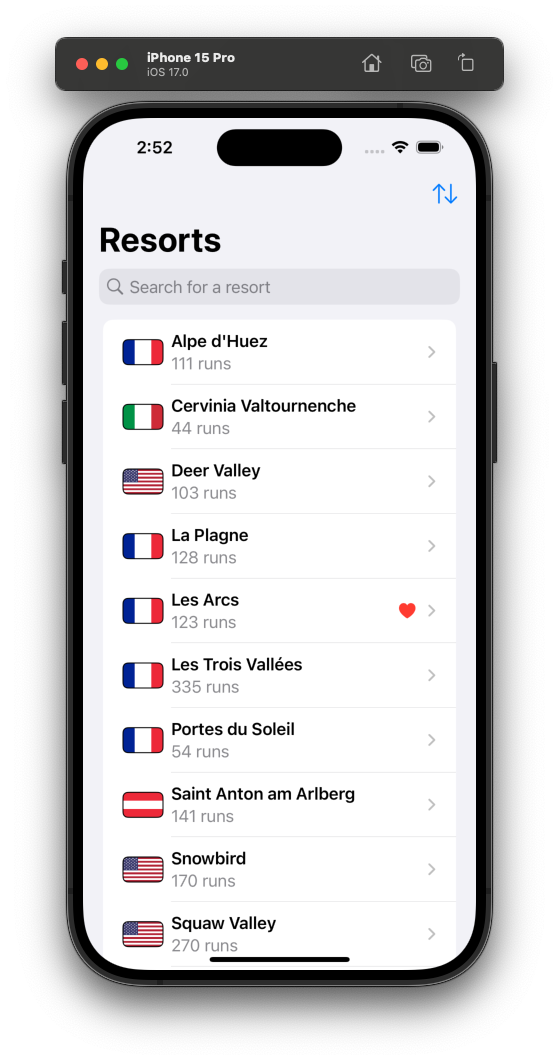 iPhone 15 Pro
iOS 17.0
2:52
Resorts
Search for a resort
Alpe d'Huez
111 runs
Cervinia Valtournenche
44 runs
Deer Valley
103 runs
La Plagne
128 runs
Les Arcs
123 runs
Les Trois Vallées
335 runs
Portes du Soleil
54 runs
Saint Anton am Arlberg
141 runs
Snowbird
170 runs
Squaw Valley
270 runs